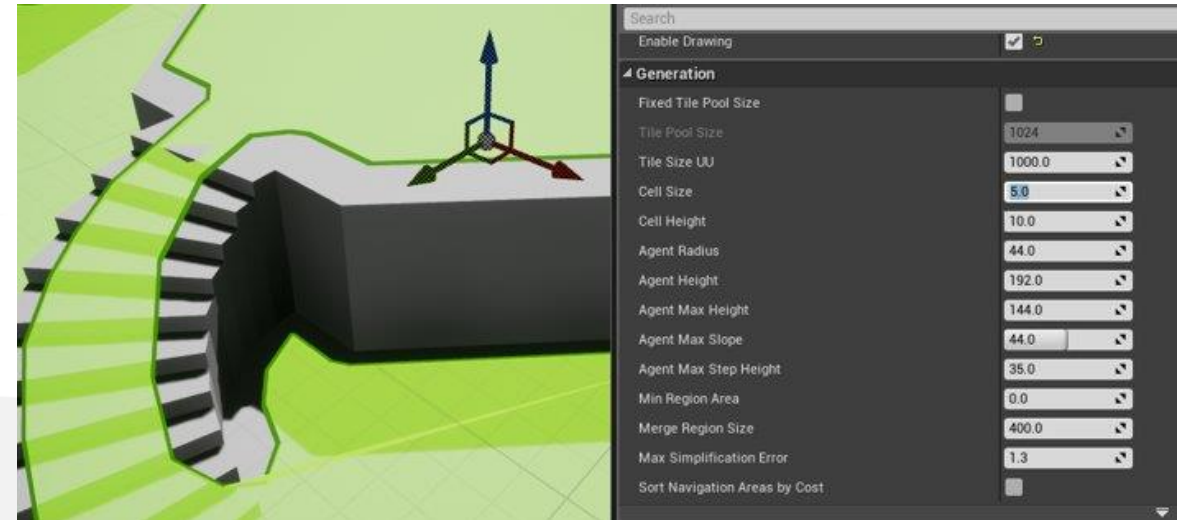 Search
Enable Drawing
Generation
Fixed Tile Pool Size
Tile Pool Size 1024
Tile Size UU 1000.0
Cell Size 5.0
Cell Height 10.0
Agent Radius 44.0
Agent Height 192.0
Agent Max Height 144.0
Agent Max Slope 44.0
Agent Max Step Height 35.0
Min Region Area 0.0
Merge Region Size 400.0
Max Simplification Error 1.3
Sort Navigation Areas by Cost